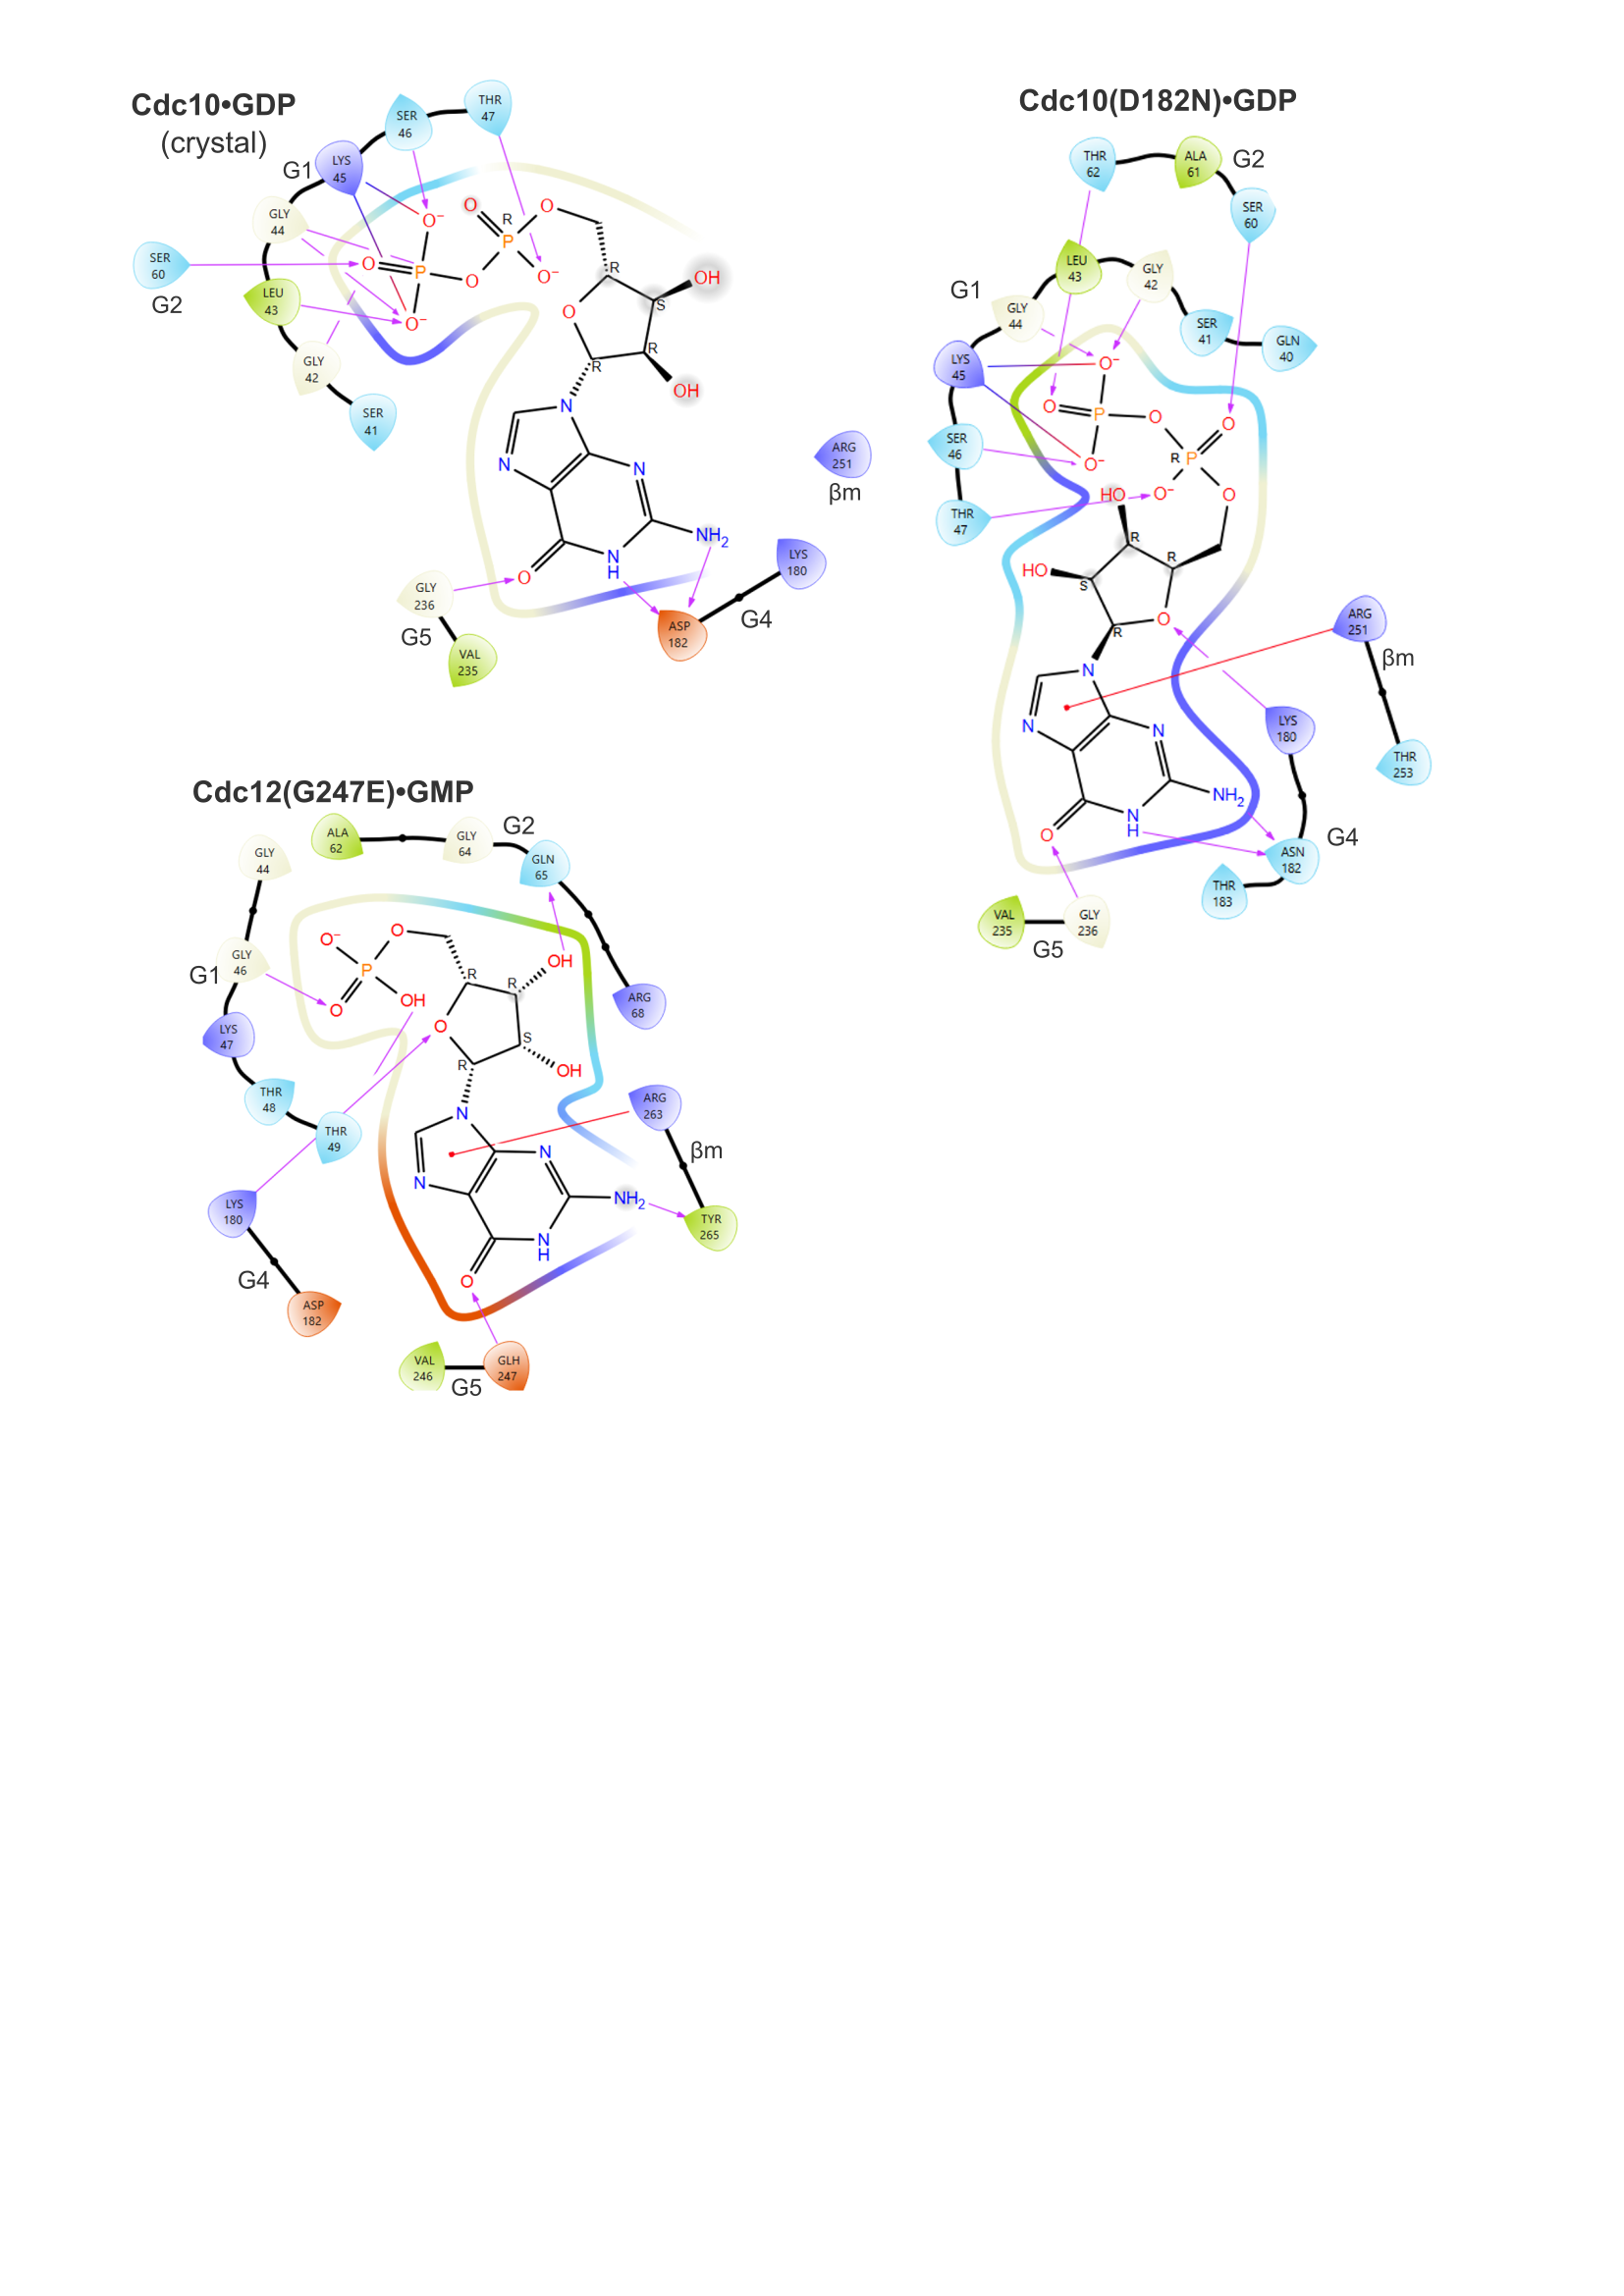 Cdc10•GDP
(crystal)
G1
SER
46
THR
47
LYS
45
GLY
44
SER
60
G2
LEU
43
GLY
42
SER
41
O⁻
O
P
O⁻
O
O
R
P
O⁻
O
R
OH
S
O
R
R
OH
N
N
N
N
H
NH₂
O
ARG
251
βm
LYS
180
G4
ASP
182
GLY
236
G5
VAL
235
Cdc10(D182N)•GDP
THR
62
ALA
61
G2
SER
60
LEU
43
GLY
42
G1
GLY
44
SER
41
GLN
40
LYS
45
SER
46
THR
47
O⁻
O
P
O
O⁻
O
R
P
O⁻
O
HO
R
R
HO
S
O
R
N
N
N
N
H
NH₂
O
ARG
251
βm
LYS
180
THR
253
G4
ASN
182
THR
183
VAL
235
GLY
236
G5
Cdc12(G247E)•GMP
ALA
62
GLY
64
G2
GLN
65
GLY
44
GLY
46
G1
LYS
47
THR
48
THR
49
ARG
68
O⁻
P
O
O
OH
R
R
OH
O
S
R
OH
N
N
N
N
H
NH₂
O
ARG
263
βm
TYR
265
LYS
180
G4
ASP
182
VAL
246
GLH
247
G5